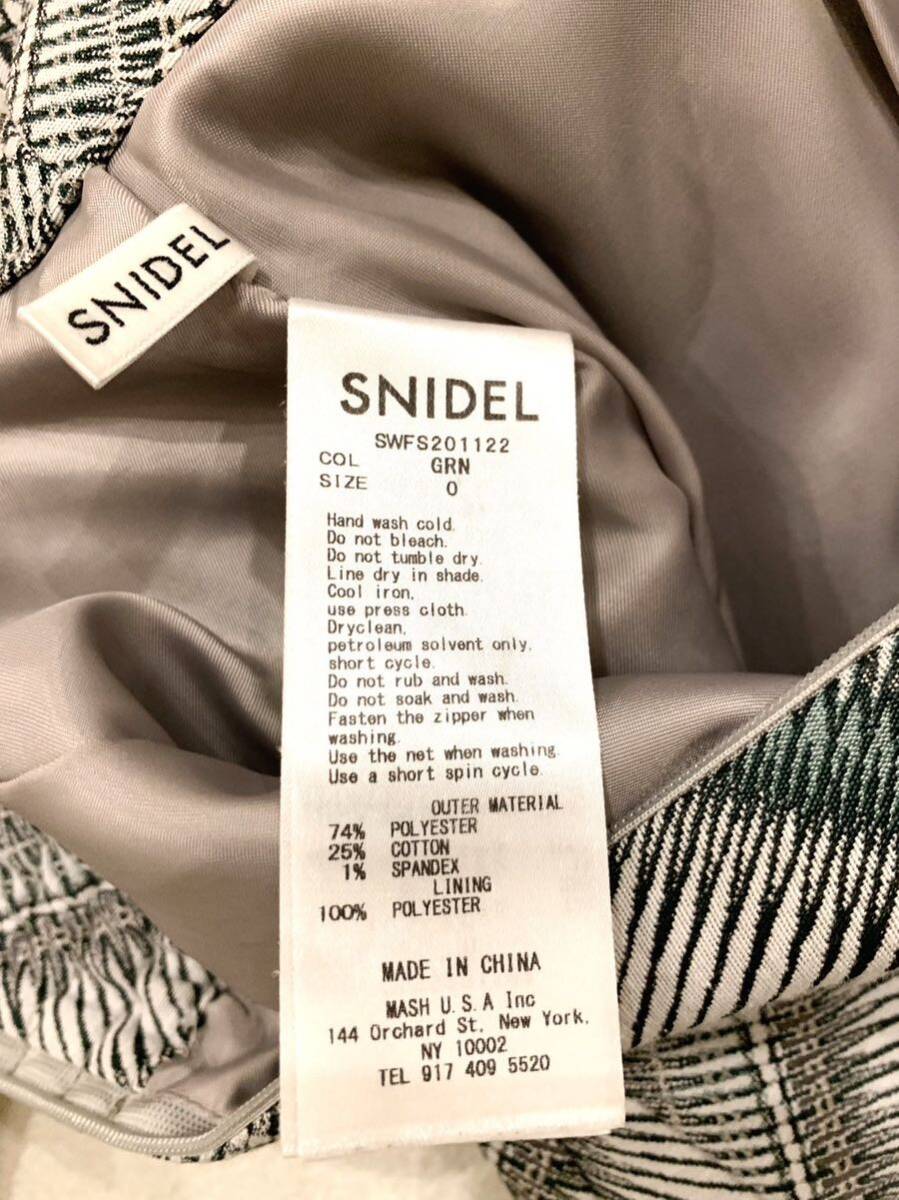 SNIDEL
SNIDEL
SWFS201122
COL GRN
SIZE 0
Hand wash cold.
Do not bleach.
Do not tumble dry.
Line dry in shade.
Cool iron,
use press cloth.
Dryclean,
petroleum solvent only.
short cycle.
Do not rub and wash.
Do not soak and wash.
Fasten the zipper when
washing.
Use the net when washing.
Use a short spin cycle.
OUTER MATERIAL
74% POLYESTER
25% COTTON
1% SPANDEX
LINING
100% POLYESTER
MADE IN CHINA
MASH U.S.A Inc
144 Orchard St. New York.
NY 10002
TEL 917 409 5520